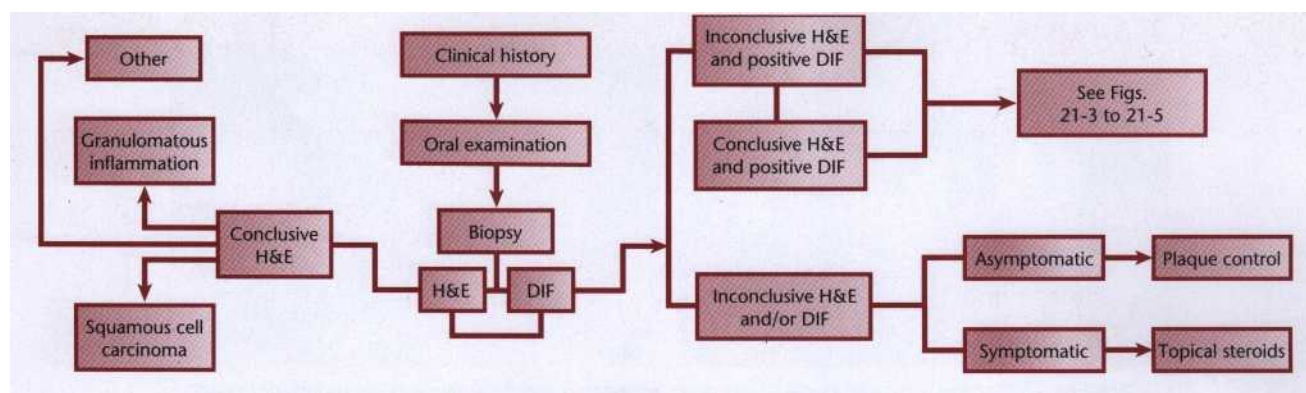 Other
Granulomatous
inflammation
Conclusive
H&E
Squamous cell
carcinoma
Clinical history
Oral examination
Biopsy
H&E
DIF
Inconclusive H&E
and positive DIF
Conclusive H&E
and positive DIF
See Figs.
21-3 to 21-5
Inconclusive H&E
and/or DIF
Asymptomatic
Plaque control
Symptomatic
Topical steroids